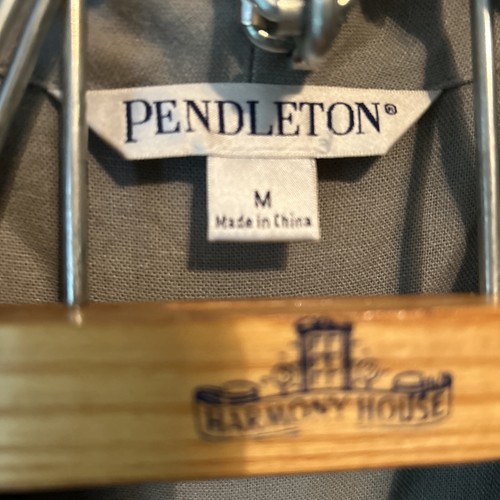 PENDLETON®
M
Made in China
HARMONY HOUSE